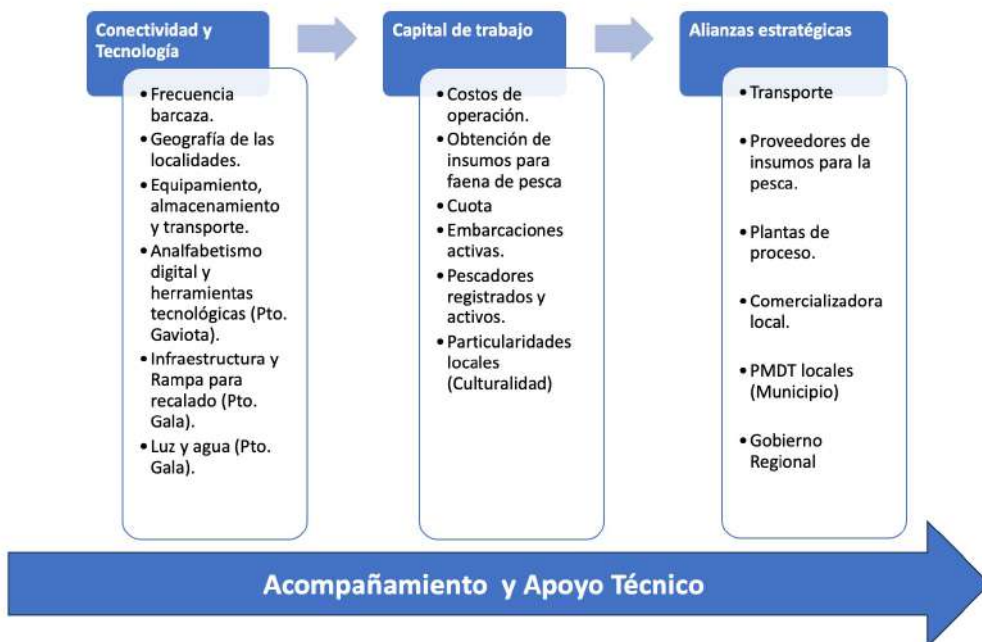 Conectividad y
Tecnología
• Frecuencia
barcaza.
• Geografía de las
localidades.
• Equipamiento,
almacenamiento
y transporte.
• Analfabetismo
digital y
herramientas
tecnológicas (Pto.
Gaviota).
• Infraestructura y
Rampa para
recalado (Pto.
Gala).
• Luz y agua (Pto.
Gala).
Capital de trabajo
• Costos de
operación.
• Obtención de
insumos para
faena de pesca
• Cuota
• Embarcaciones
activas.
• Pescadores
registrados y
activos.
• Particularidades
locales
(Culturalidad)
Alianzas estratégicas
• Transporte
• Proveedores de
insumos para la
pesca.
• Plantas de
proceso.
• Comercializadora
local.
• PMDT locales
(Municipio)
• Gobierno
Regional
Acompañamiento y Apoyo Técnico